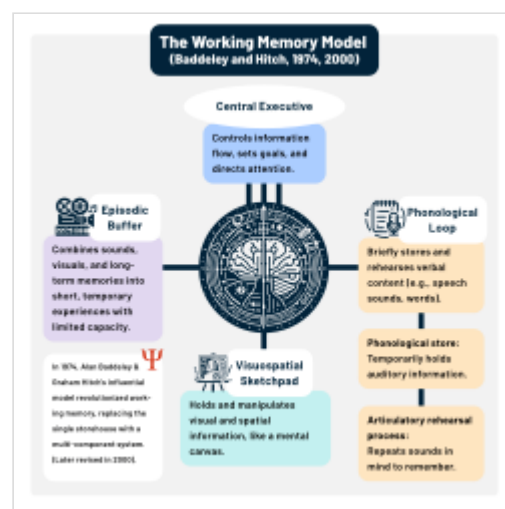 The Working Memory Model
(Baddeley and Hitch, 1974, 2000)
Central Executive
Controls information
flow, sets goals, and
directs attention.
Episodic
Buffer
Combines sounds,
visuals, and long-
term memories into
short, temporary
experiences with
limited capacity.
In 1974, Alan Baddeley &
Graham Hitch's influential
model revolutionized work-
ing memory, replacing the
single storehouse with a
multi-component system.
(Later revised in 2000).
Ψ
Visuospatial
Sketchpad
Holds and manipulates
visual and spatial
information, like a mental
canvas.
Phonological
Loop
Briefly stores and
rehearses verbal
content (e.g., speech
sounds, words).
Phonological store:
Temporarily holds
auditory information.
Articulatory rehearsal
process:
Repeats sounds in
mind to remember.